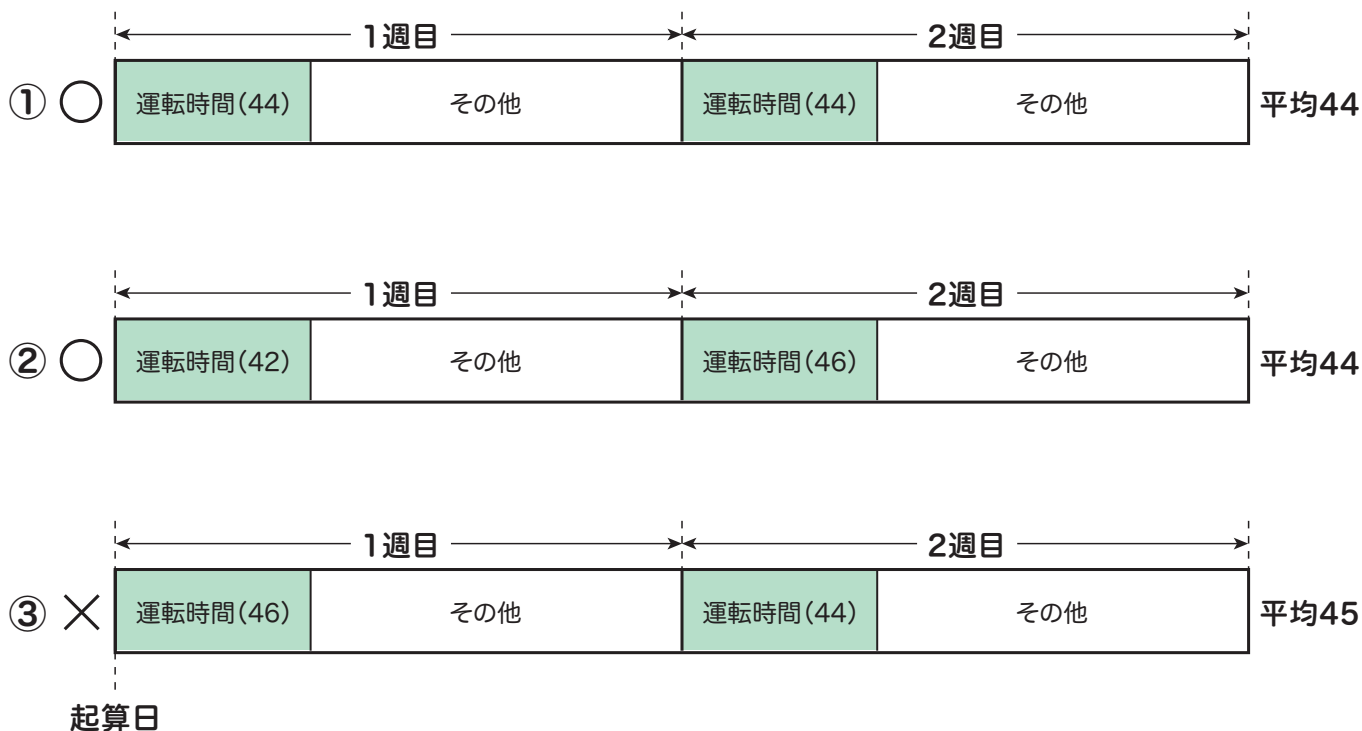 1週目 2週目
① ○ 運転時間(44) その他 運転時間(44) その他 平均44
1週目 2週目
② ○ 運転時間(42) その他 運転時間(46) その他 平均44
1週目 2週目
③ × 運転時間(46) その他 運転時間(44) その他 平均45
起算日